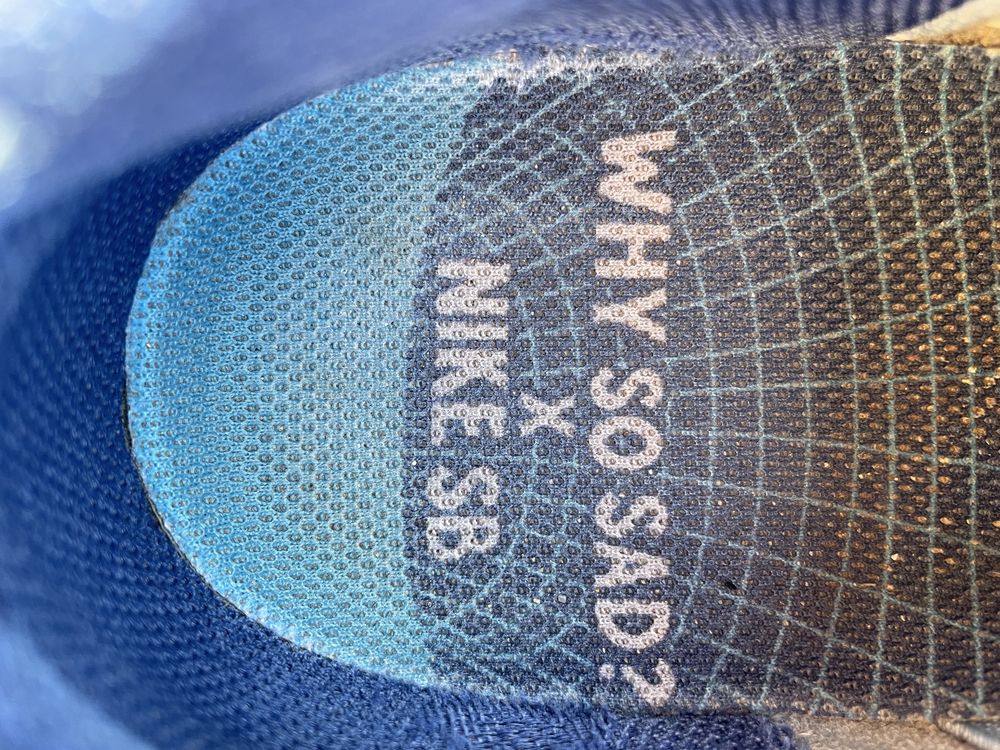 WHY SO SAD?
X
NIKE SB